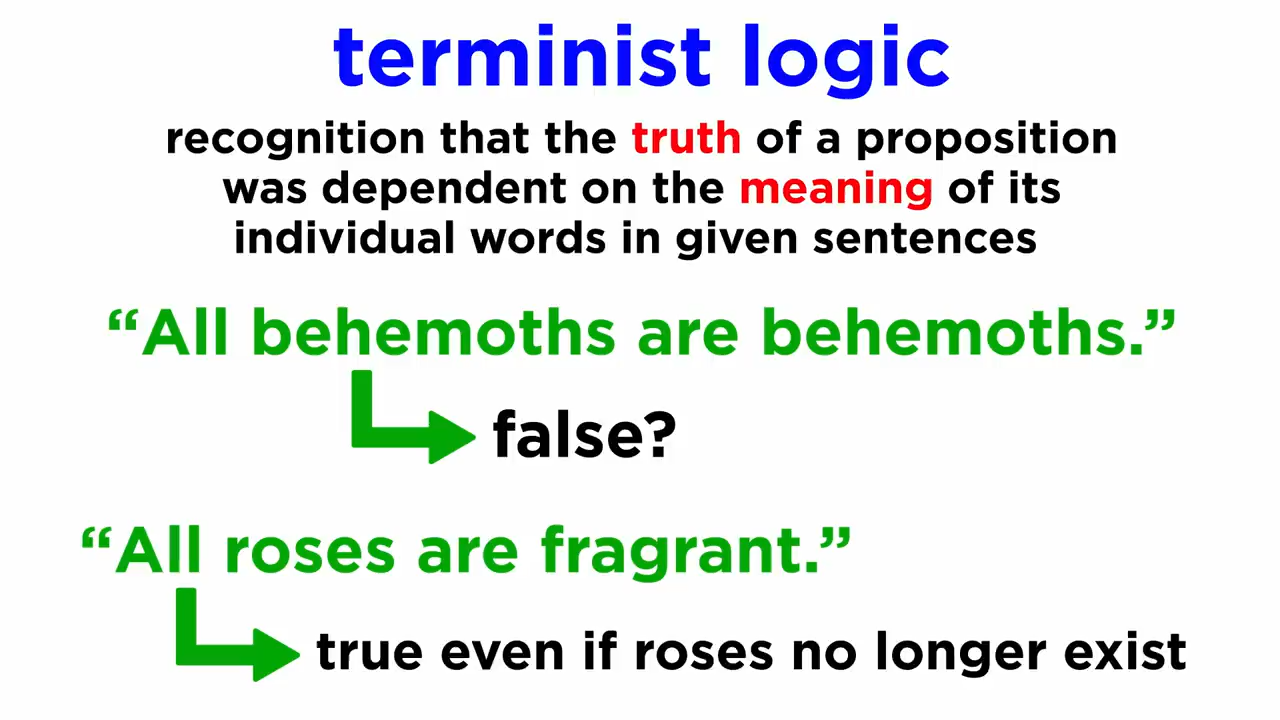 terminist logic
recognition that the truth of a proposition
was dependent on the meaning of its
individual words in given sentences
“All behemoths are behemoths.”
false?
“All roses are fragrant.”
true even if roses no longer exist